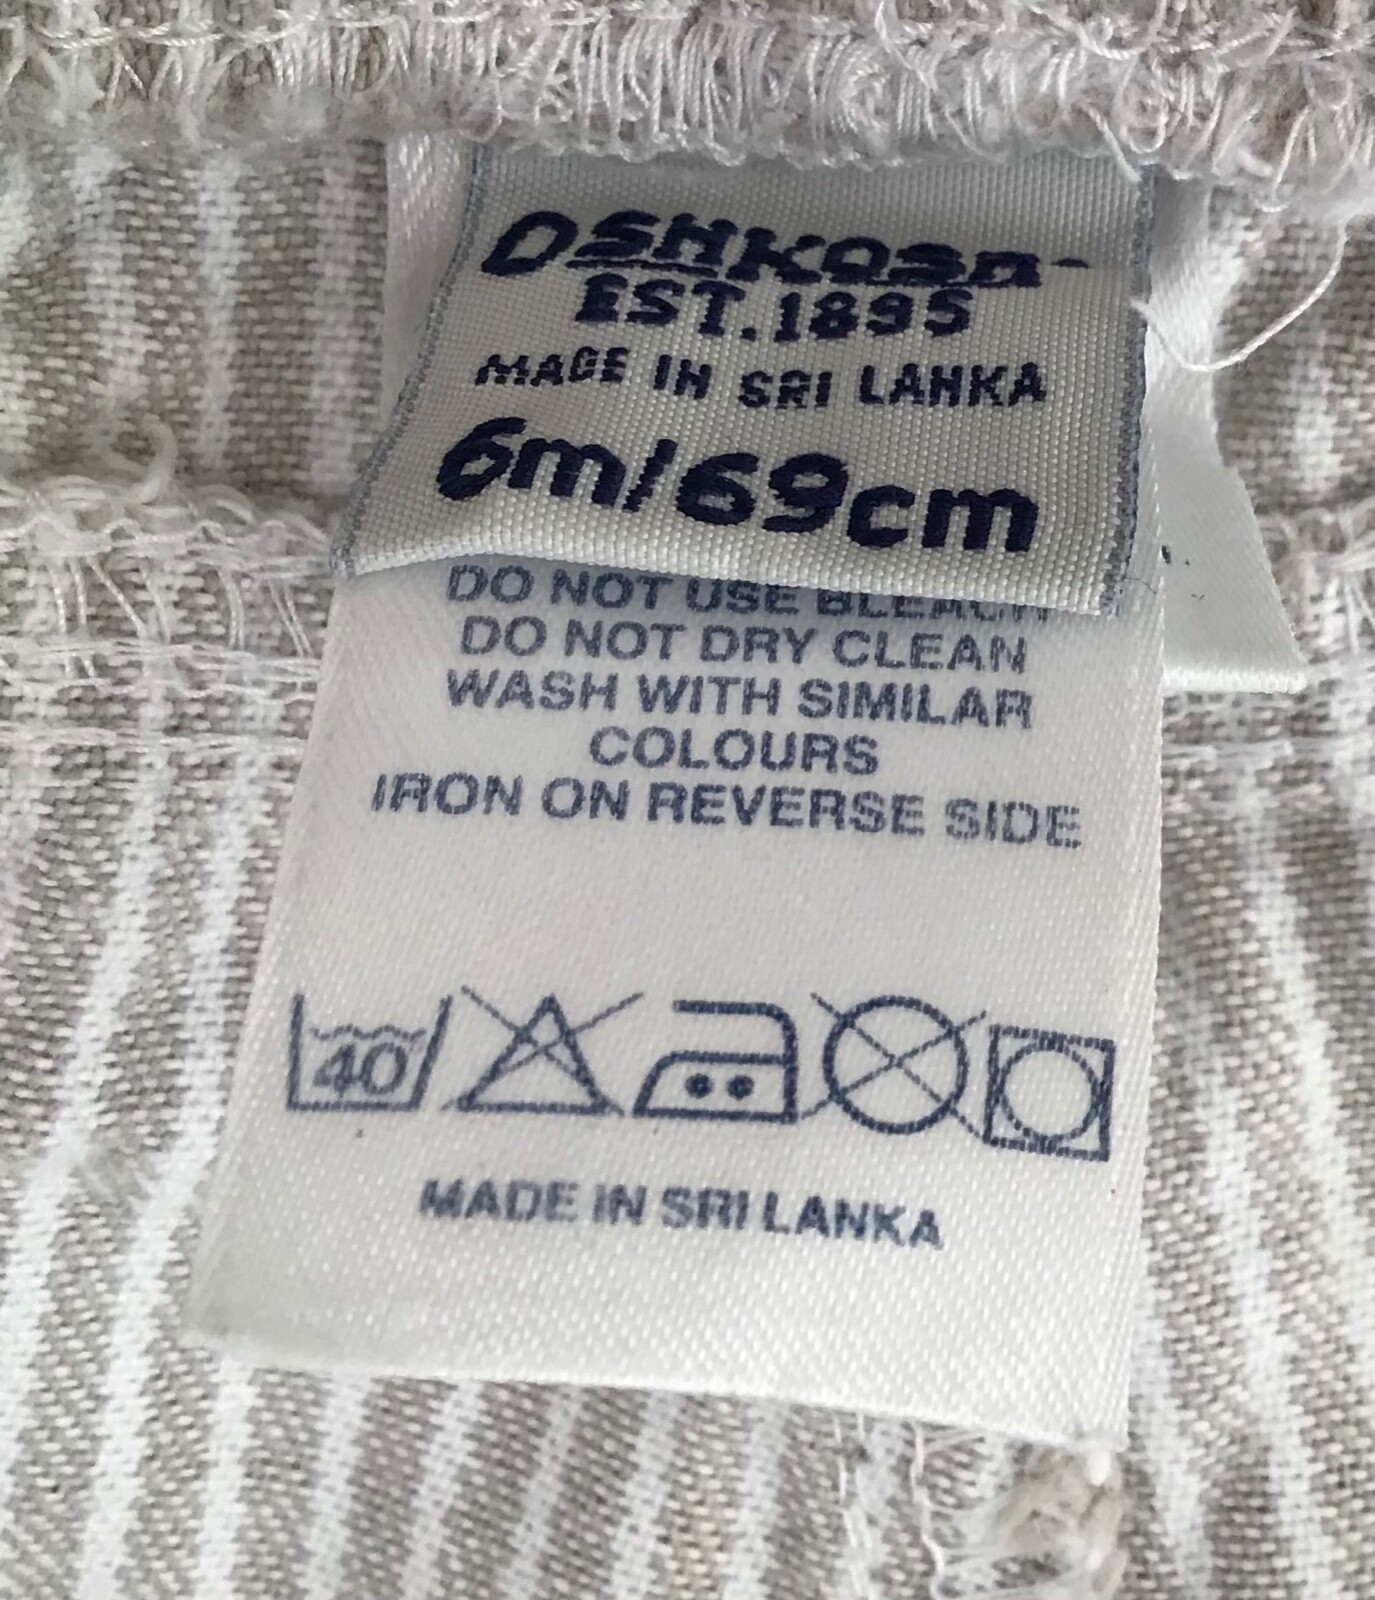 OSHKOSH
EST.1895
MADE IN SRI LANKA
6m/69cm
DO NOT USE BLEACH
DO NOT DRY CLEAN
WASH WITH SIMILAR
COLOURS
IRON ON REVERSE SIDE
40
MADE IN SRI LANKA